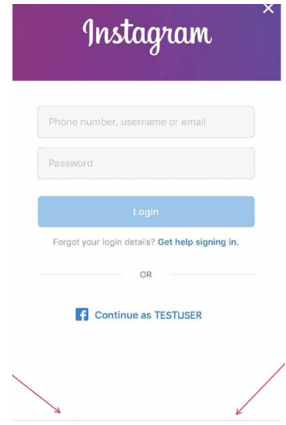 Instagram
Phone number, username or email
Password
Login
Forgot your login details? Get help signing in.
OR
Continue as TESTUSER